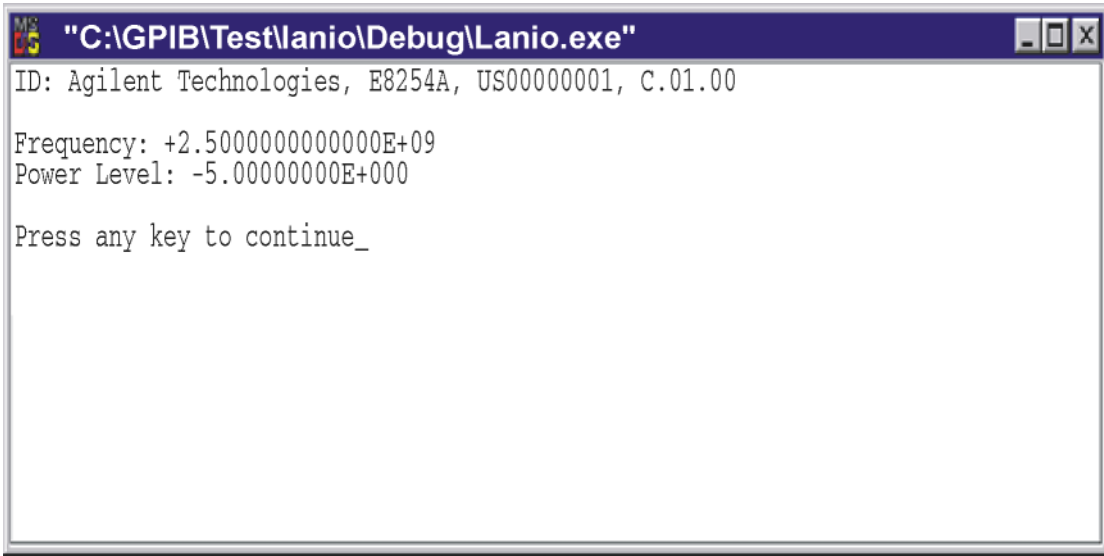 "C:\GPIB\Test\lanio\Debug\Lanio.exe"
ID: Agilent Technologies, E8254A, US00000001, C.01.00
Frequency: +2.5000000000000E+09
Power Level: -5.00000000E+000
Press any key to continue_